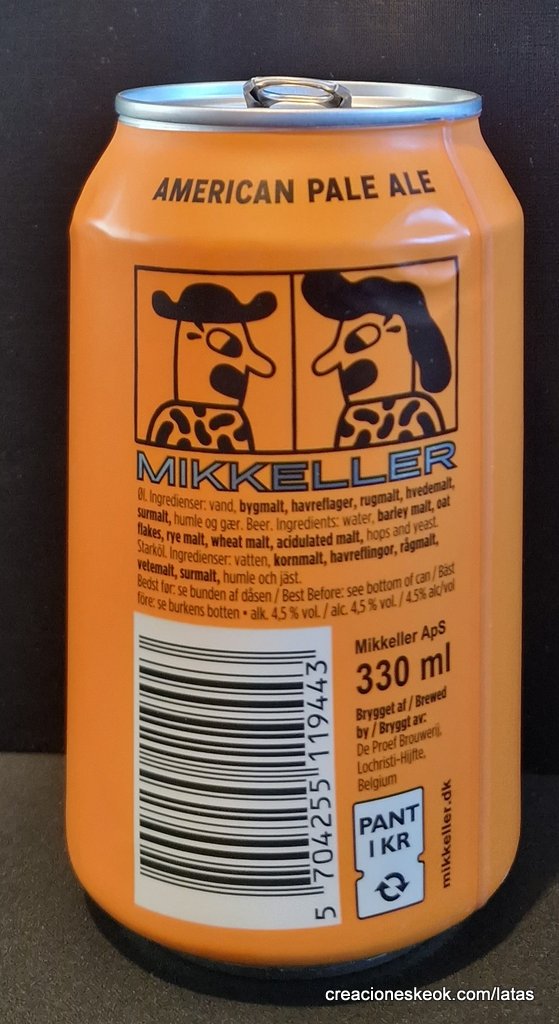 AMERICAN PALE ALE
MIKKELLER
Øl. Ingredienser: vand, bygmalt, havreflager, rugmalt, hvedemalt,
surmalt, humle og gær. Beer. Ingredients: water, barley malt, oat
flakes, rye malt, wheat malt, acidulated malt, hops and yeast.
Starköl. Ingredienser: vatten, kornmalt, havreflingor, rågmalt,
vetemalt, surmalt, humle och jäst.
Bedst før: se bunden af dåsen / Best Before: see bottom of can / Bäst
före: se burkens botten • alk. 4,5 % vol. / alc. 4,5 % vol. / 4.5% alc/vol
5 704255 119443
Mikkeller ApS
330 ml
Brygget af / Brewed
by / Bryggt av:
De Proef Brouwerij,
Lochristi-Hijfte,
Belgium
PANT
1 KR
mikkeller.dk
creacioneskeok.com/latas